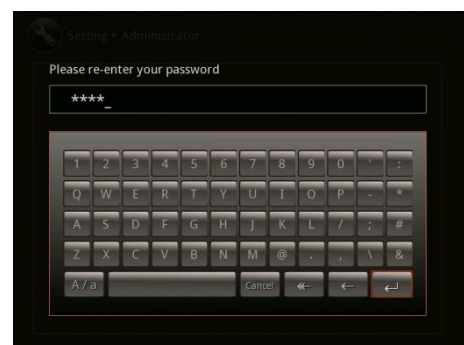 Setting ▸ Administrator
Please re-enter your password
****_
1 2 3 4 5 6 7 8 9 0 ' :
Q W E R T Y U I O P - *
A S D F G H J K L / ; #
Z X C V B N M @ . , \ &
A / a Cancel